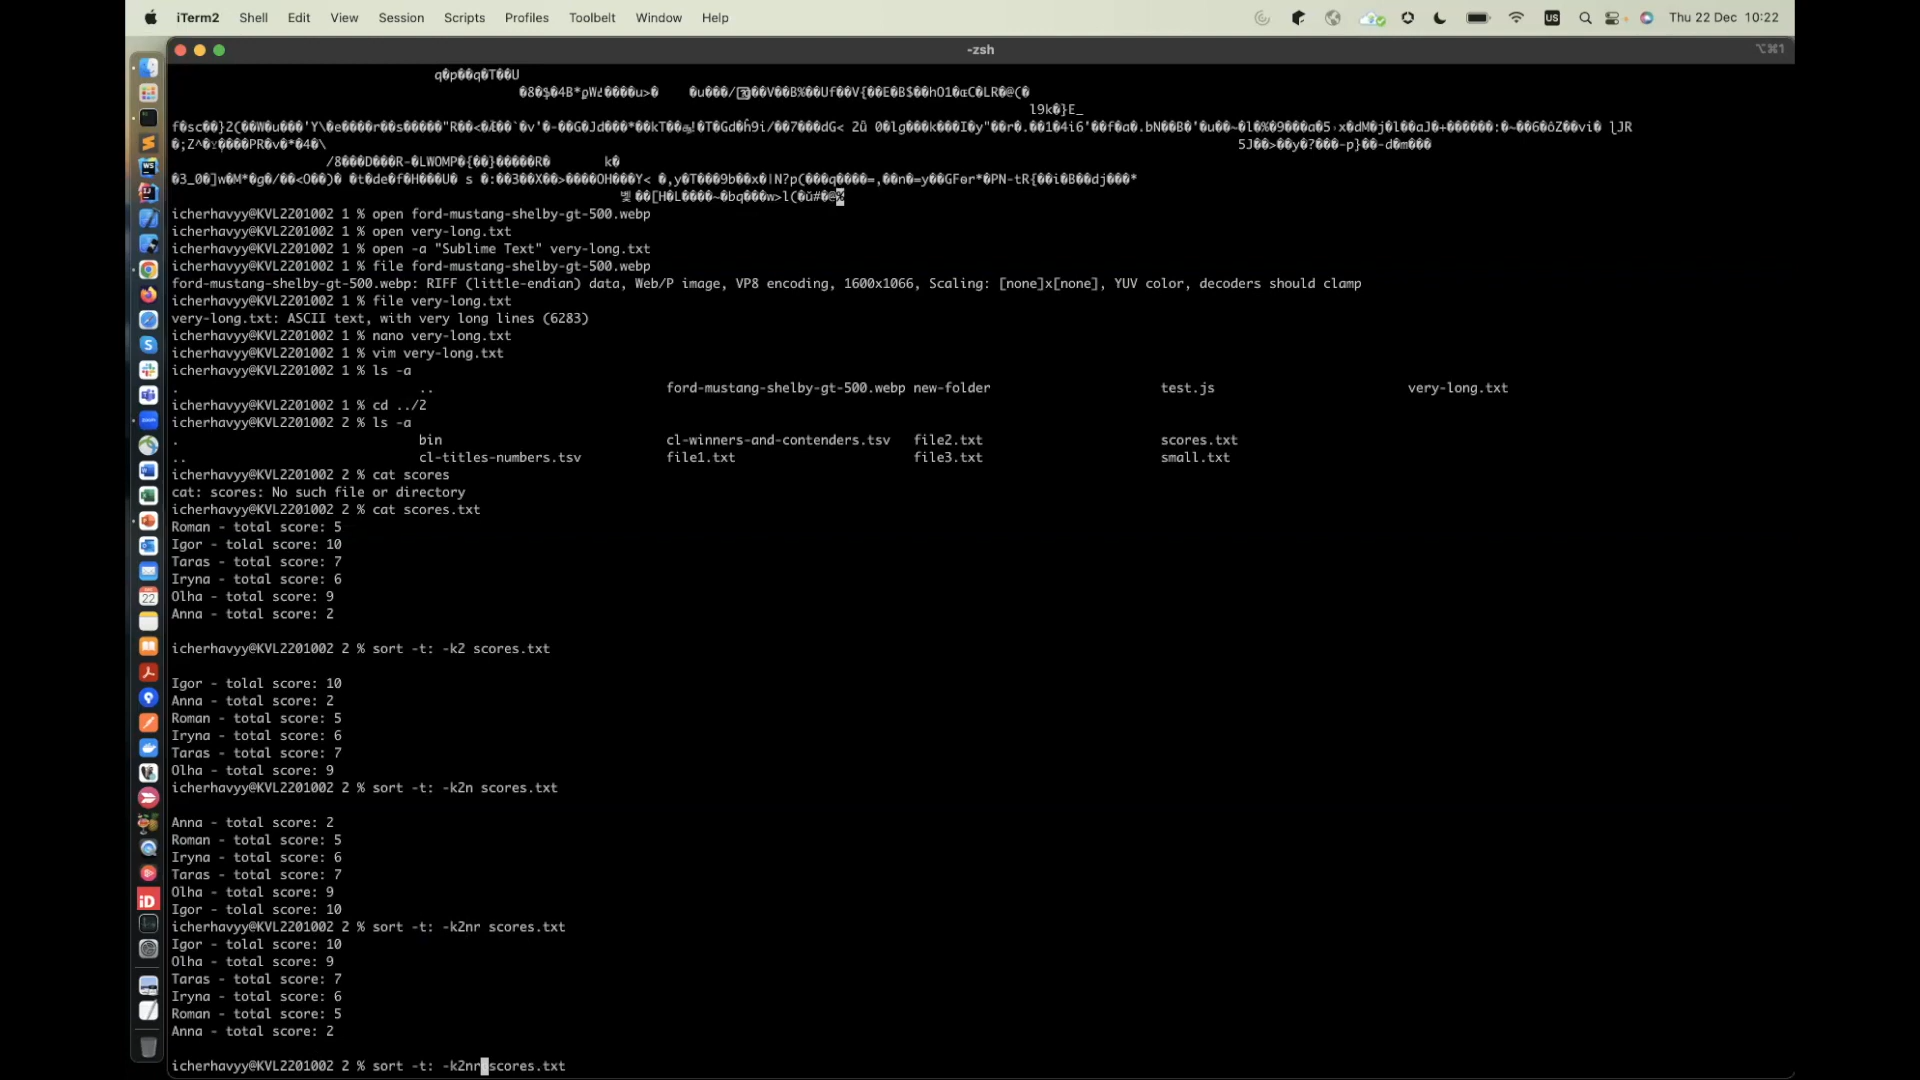 iTerm2 Shell Edit View Session Scripts Profiles Toolbelt Window Help US Thu 22 Dec 10:22
-zsh ⌥⌘1
icherhavyy@KVL2201002 1 % open ford-mustang-shelby-gt-500.webp
icherhavyy@KVL2201002 1 % open very-long.txt
icherhavyy@KVL2201002 1 % open -a "Sublime Text" very-long.txt
icherhavyy@KVL2201002 1 % file ford-mustang-shelby-gt-500.webp
ford-mustang-shelby-gt-500.webp: RIFF (little-endian) data, Web/P image, VP8 encoding, 1600x1066, Scaling: [none]x[none], YUV color, decoders should clamp
icherhavyy@KVL2201002 1 % file very-long.txt
very-long.txt: ASCII text, with very long lines (6283)
icherhavyy@KVL2201002 1 % nano very-long.txt
icherhavyy@KVL2201002 1 % vim very-long.txt
icherhavyy@KVL2201002 1 % ls -a
. .. ford-mustang-shelby-gt-500.webp new-folder test.js very-long.txt
icherhavyy@KVL2201002 1 % cd ../2
icherhavyy@KVL2201002 2 % ls -a
. bin cl-winners-and-contenders.tsv file2.txt scores.txt
.. cl-titles-numbers.tsv file1.txt file3.txt small.txt
icherhavyy@KVL2201002 2 % cat scores
cat: scores: No such file or directory
icherhavyy@KVL2201002 2 % cat scores.txt
Roman - total score: 5
Igor - tolal score: 10
Taras - total score: 7
Iryna - total score: 6
Olha - total score: 9
Anna - total score: 2
icherhavyy@KVL2201002 2 % sort -t: -k2 scores.txt
Igor - tolal score: 10
Anna - total score: 2
Roman - total score: 5
Iryna - total score: 6
Taras - total score: 7
Olha - total score: 9
icherhavyy@KVL2201002 2 % sort -t: -k2n scores.txt
Anna - total score: 2
Roman - total score: 5
Iryna - total score: 6
Taras - total score: 7
Olha - total score: 9
Igor - tolal score: 10
icherhavyy@KVL2201002 2 % sort -t: -k2nr scores.txt
Igor - tolal score: 10
Olha - total score: 9
Taras - total score: 7
Iryna - total score: 6
Roman - total score: 5
Anna - total score: 2
icherhavyy@KVL2201002 2 % sort -t: -k2nr scores.txt